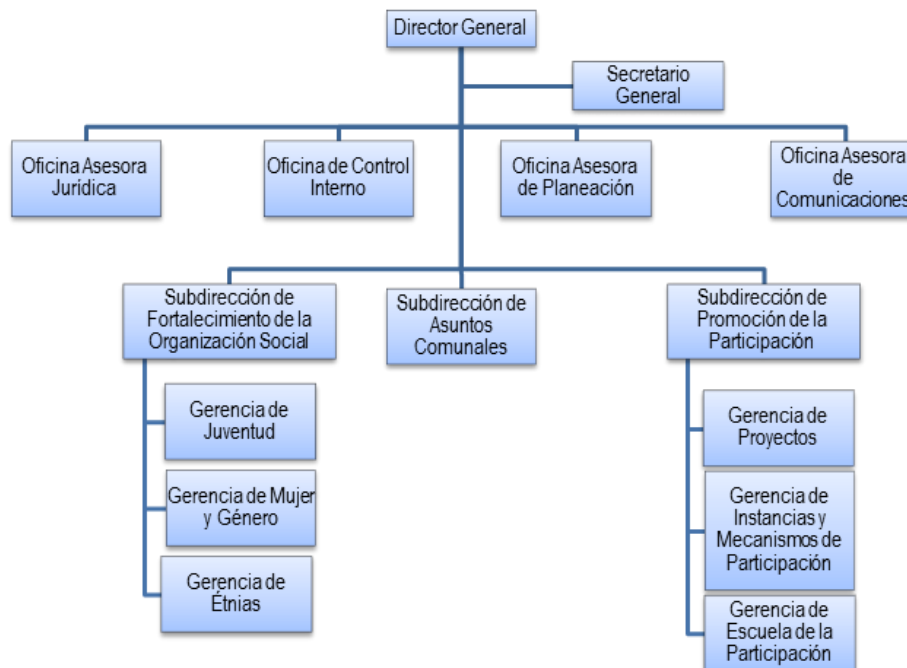 Director General
Secretario
General
Oficina Asesora
Jurídica
Oficina de Control
Interno
Oficina Asesora
de Planeación
Oficina Asesora
de
Comunicaciones
Subdirección de
Fortalecimiento de la
Organización Social
Subdirección de
Asuntos
Comunales
Subdirección de
Promoción de la
Participación
Gerencia de
Juventud
Gerencia de Mujer
y Género
Gerencia de
Étnias
Gerencia de
Proyectos
Gerencia de
Instancias y
Mecanismos de
Participación
Gerencia de
Escuela de la
Participación